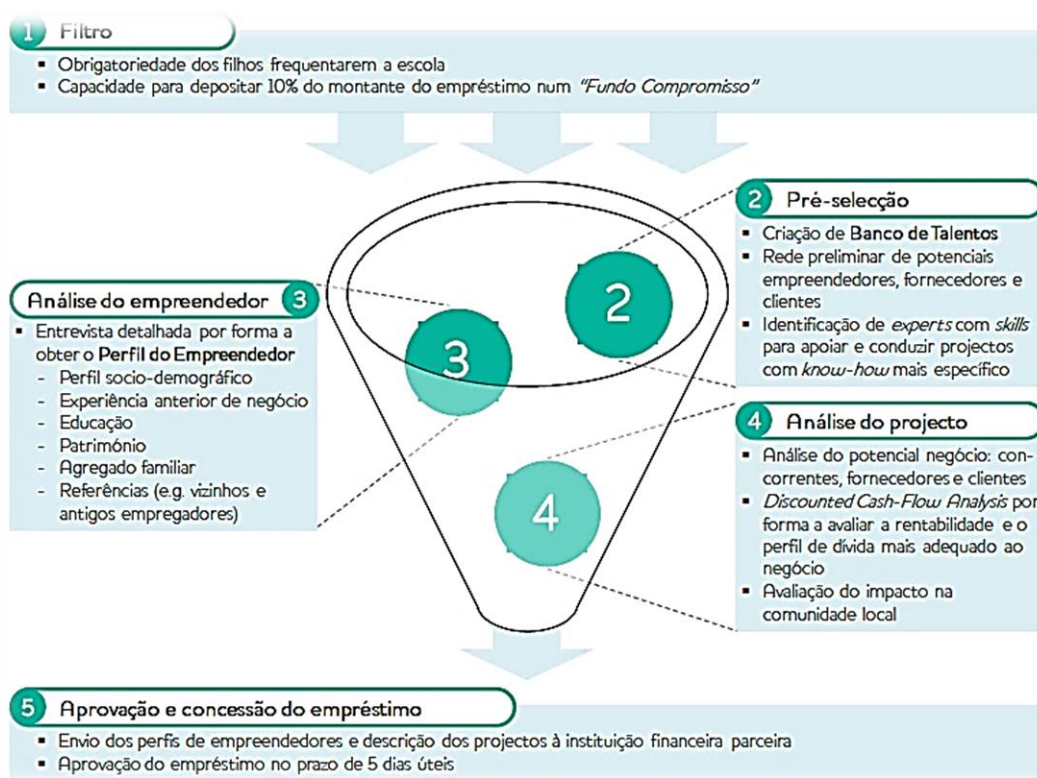 1 Filtro
▪ Obrigatoriedade dos filhos frequentarem a escola
▪ Capacidade para depositar 10% do montante do empréstimo num "Fundo Compromisso"
2 Pré-selecção
▪ Criação de Banco de Talentos
▪ Rede preliminar de potenciais
empreendedores, fornecedores e
clientes
▪ Identificação de experts com skills
para apoiar e conduzir projectos
com know-how mais específico
2
Análise do empreendedor 3
▪ Entrevista detalhada por forma a
obter o Perfil do Empreendedor
- Perfil socio-demográfico
- Experiência anterior de negócio
- Educação
- Património
- Agregado familiar
- Referências (e.g. vizinhos e
antigos empregadores)
3
4 Análise do projecto
▪ Análise do potencial negócio: con-
correntes, fornecedores e clientes
▪ Discounted Cash-Flow Analysis por
forma a avaliar a rentabilidade e o
perfil de dívida mais adequado ao
negócio
▪ Avaliação do impacto na
comunidade local
4
5 Aprovação e concessão do empréstimo
▪ Envio dos perfis de empreendedores e descrição dos projectos à instituição financeira parceira
▪ Aprovação do empréstimo no prazo de 5 dias úteis